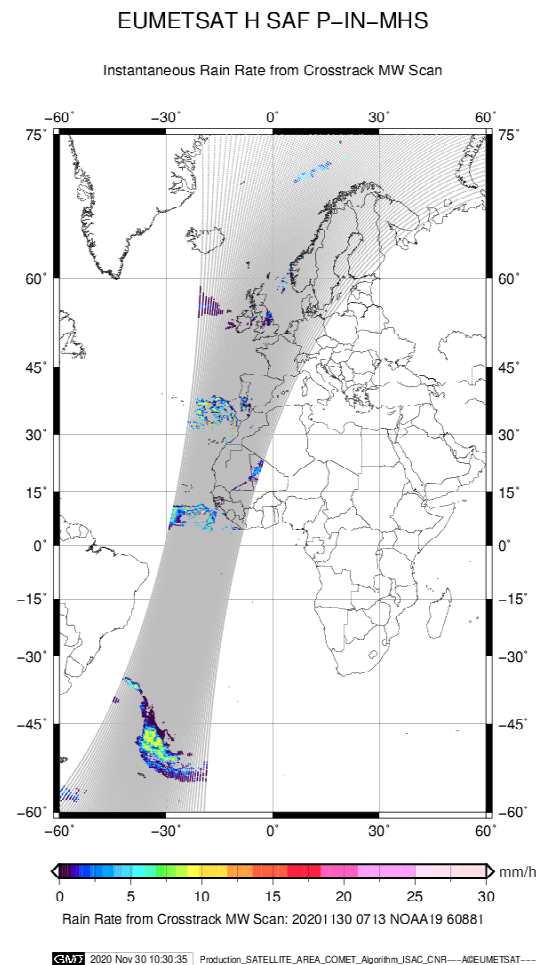 EUMETSAT H SAF P-IN-MHS
Instantaneous Rain Rate from Crosstrack MW Scan
-60° -30° 0° 30° 60°
75° 75°
60° 60°
45° 45°
30° 30°
15° 15°
0° 0°
-15° -15°
-30° -30°
-45° -45°
-60° -60°
-60° -30° 0° 30° 60°
mm/h
0 5 10 15 20 25 30
Rain Rate from Crosstrack MW Scan: 20201130 0713 NOAA19 60881
GMT 2020 Nov 30 10:30:35 Production_SATELLITE_AREA_COMET_Algorithm_ISAC_CNR---Â©EUMETSAT---